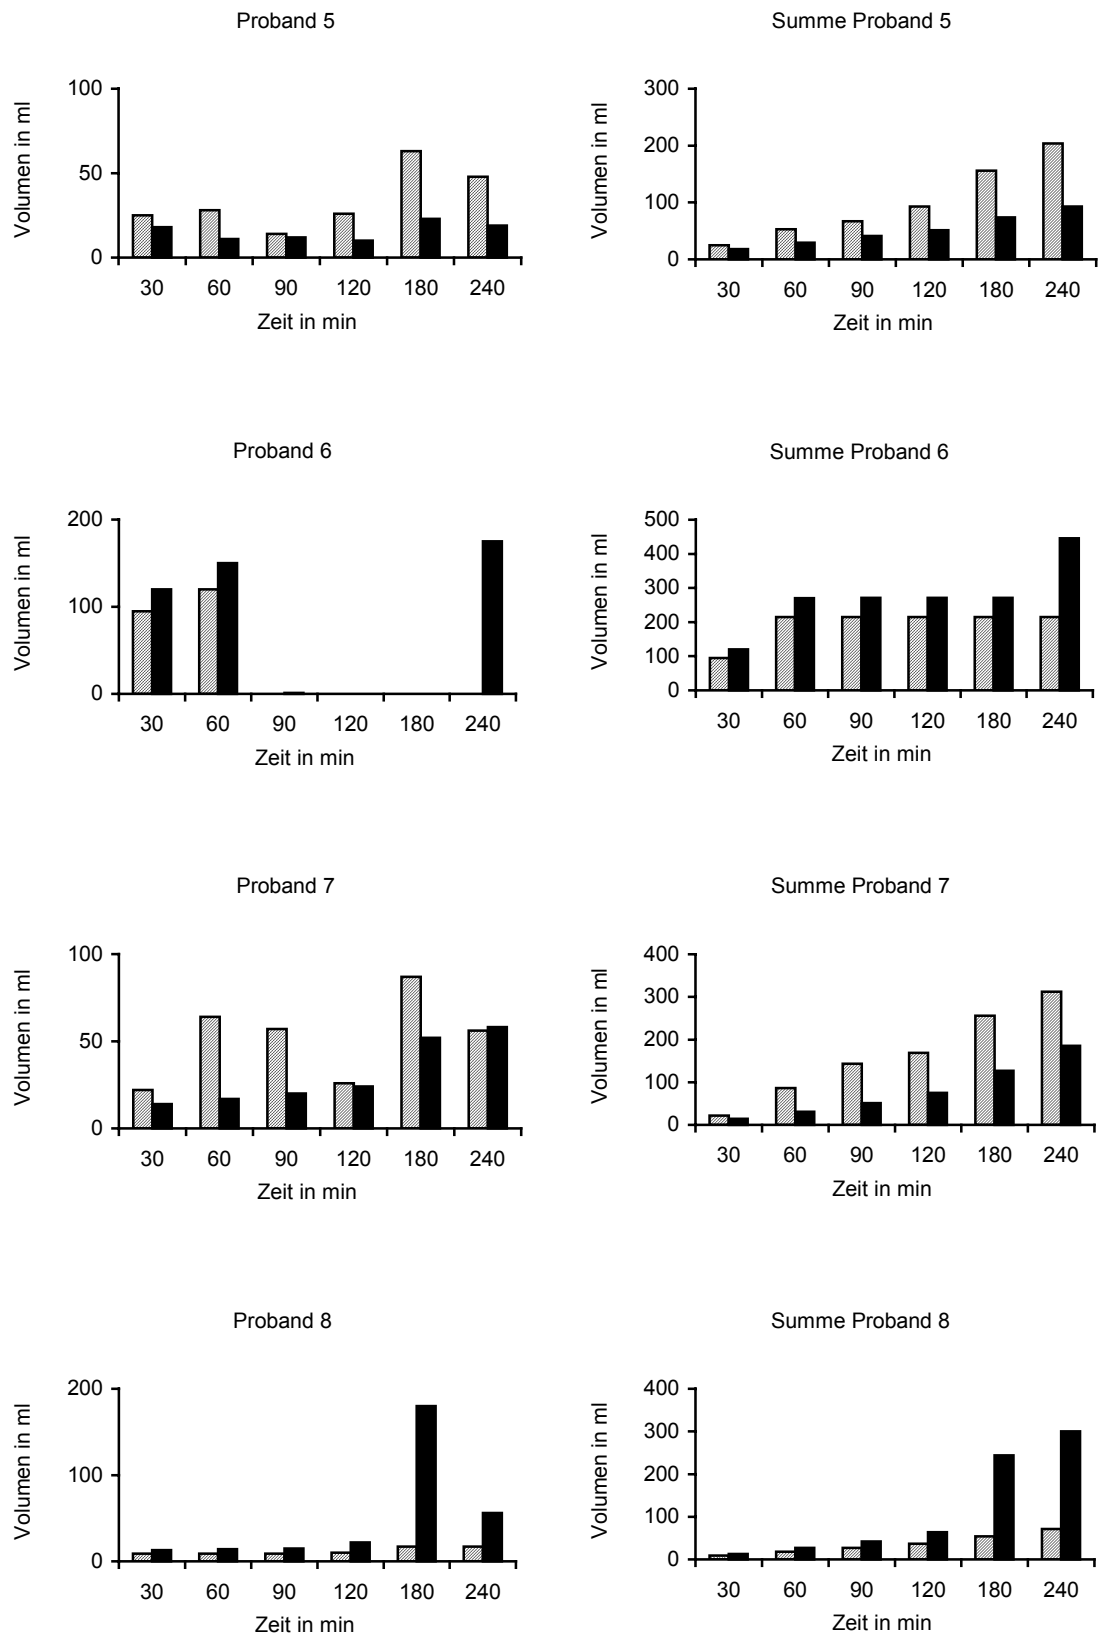 Proband 5
Volumen in ml
100
50
0
30 60 90 120 180 240
Zeit in min
Summe Proband 5
Volumen in ml
300
200
100
0
30 60 90 120 180 240
Zeit in min
Proband 6
Volumen in ml
200
100
0
30 60 90 120 180 240
Zeit in min
Summe Proband 6
Volumen in ml
500
400
300
200
100
0
30 60 90 120 180 240
Zeit in min
Proband 7
Volumen in ml
100
50
0
30 60 90 120 180 240
Zeit in min
Summe Proband 7
Volumen in ml
400
300
200
100
0
30 60 90 120 180 240
Zeit in min
Proband 8
Volumen in ml
200
100
0
30 60 90 120 180 240
Zeit in min
Summe Proband 8
Volumen in ml
400
300
200
100
0
30 60 90 120 180 240
Zeit in min